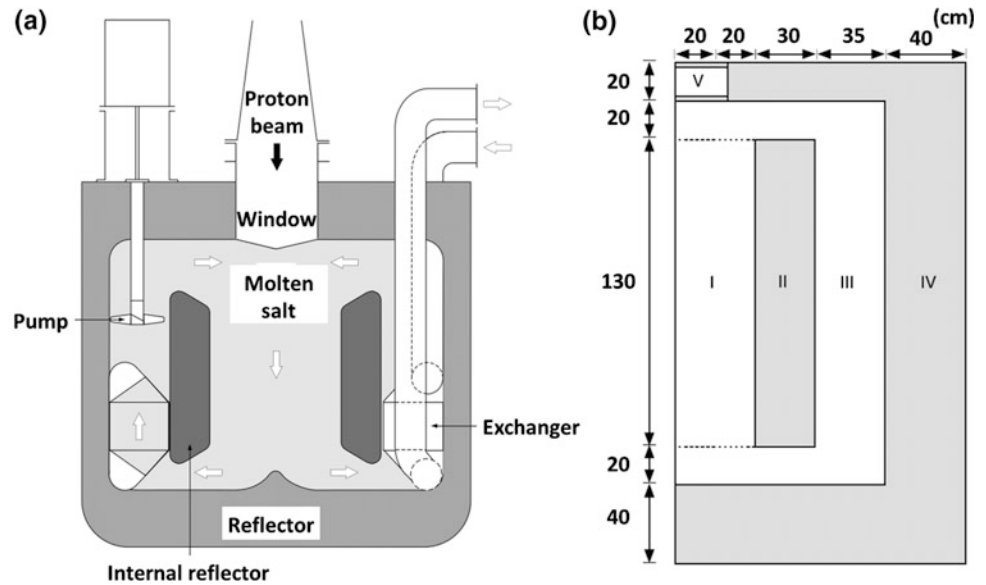 (a)
Proton
beam
Window
Molten
salt
Pump
Exchanger
Reflector
Internal reflector
(b)
(cm)
20 20 30 35 40
20
20
130
20
40
V
I II III IV